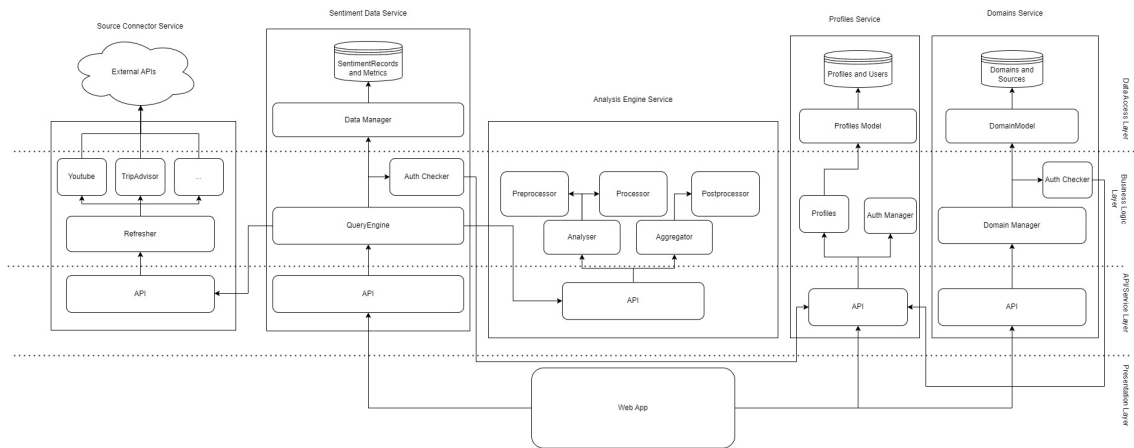 Source Connector Service
Sentiment Data Service
Profiles Service
Domains Service
External APIs
SentimentRecords
and Metrics
Profiles and Users
Domains and
Sources
Analysis Engine Service
Data Manager
Profiles Model
DomainModel
Data Access Layer
Youtube
TripAdvisor
...
Auth Checker
Preprocessor
Processor
Postprocessor
Auth Checker
Profiles
Auth Manager
Business Logic
Layer
Refresher
QueryEngine
Analyser
Aggregator
Domain Manager
API
API
API
API
API
API/Service Layer
Web App
Presentation Layer